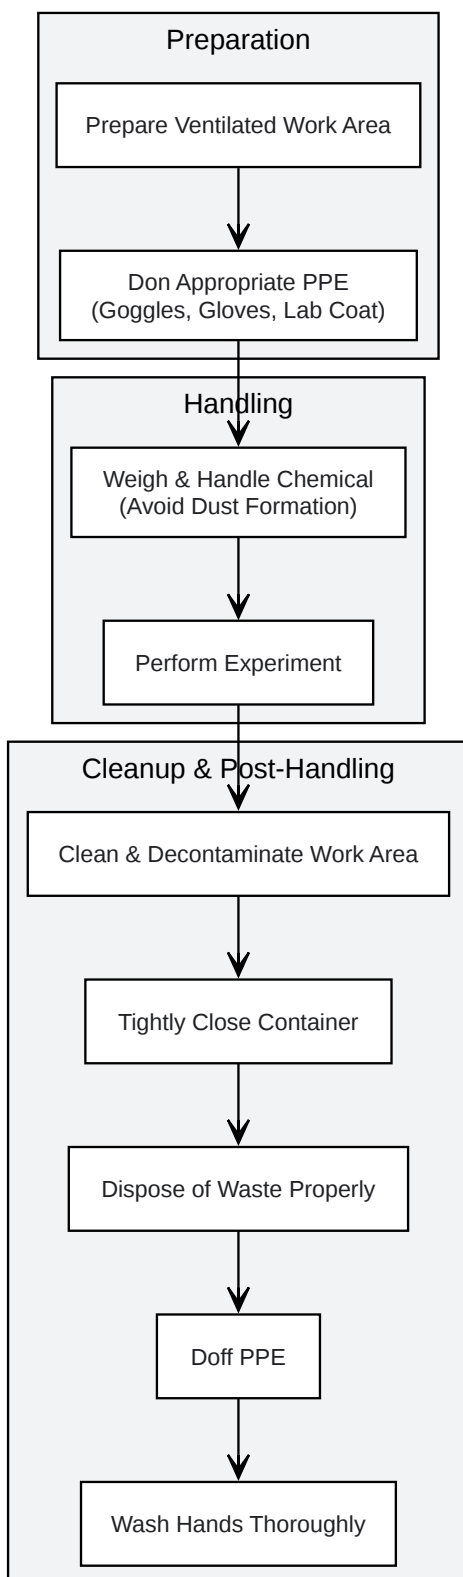 Preparation
Prepare Ventilated Work Area
Don Appropriate PPE
(Goggles, Gloves, Lab Coat)
Handling
Weigh & Handle Chemical
(Avoid Dust Formation)
Perform Experiment
Cleanup & Post-Handling
Clean & Decontaminate Work Area
Tightly Close Container
Dispose of Waste Properly
Doff PPE
Wash Hands Thoroughly